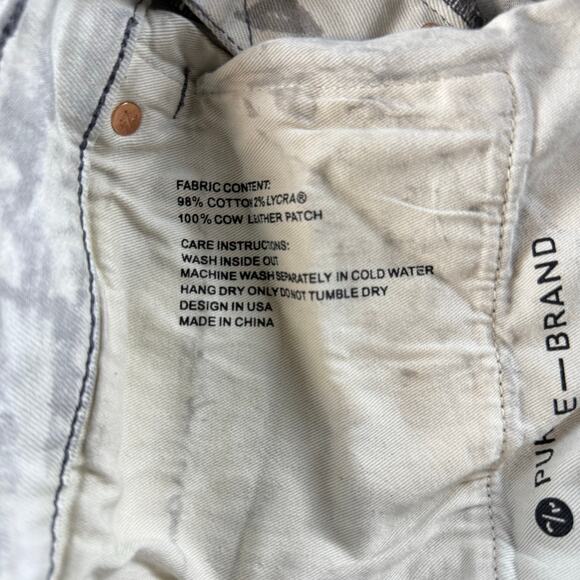 FABRIC CONTENT:
98% COTTON 2% LYCRA®
100% COW LEATHER PATCH
CARE INSTRUCTIONS:
WASH INSIDE OUT
MACHINE WASH SEPARATELY IN COLD WATER
HANG DRY ONLY DO NOT TUMBLE DRY
DESIGN IN USA
MADE IN CHINA
BRAND